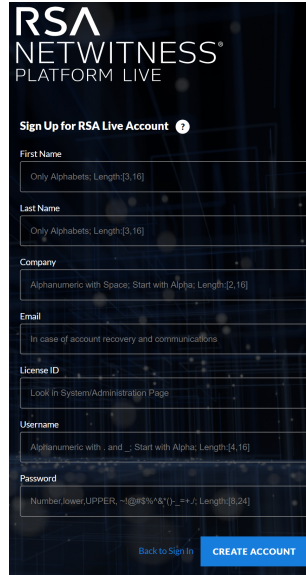 RSA
NETWITNESS®
PLATFORM LIVE
Sign Up for RSA Live Account ?
First Name
Only Alphabets; Length:[3,16]
Last Name
Only Alphabets; Length:[3,16]
Company
Alphanumeric with Space; Start with Alpha; Length:[2,16]
Email
In case of account recovery and communications
License ID
Look in System/Administration Page
Username
Alphanumeric with . and _; Start with Alpha; Length:[4,16]
Password
Number,lower,UPPER, ~!@#$%^&*()-_=+./; Length:[8,24]
Back to Sign In CREATE ACCOUNT